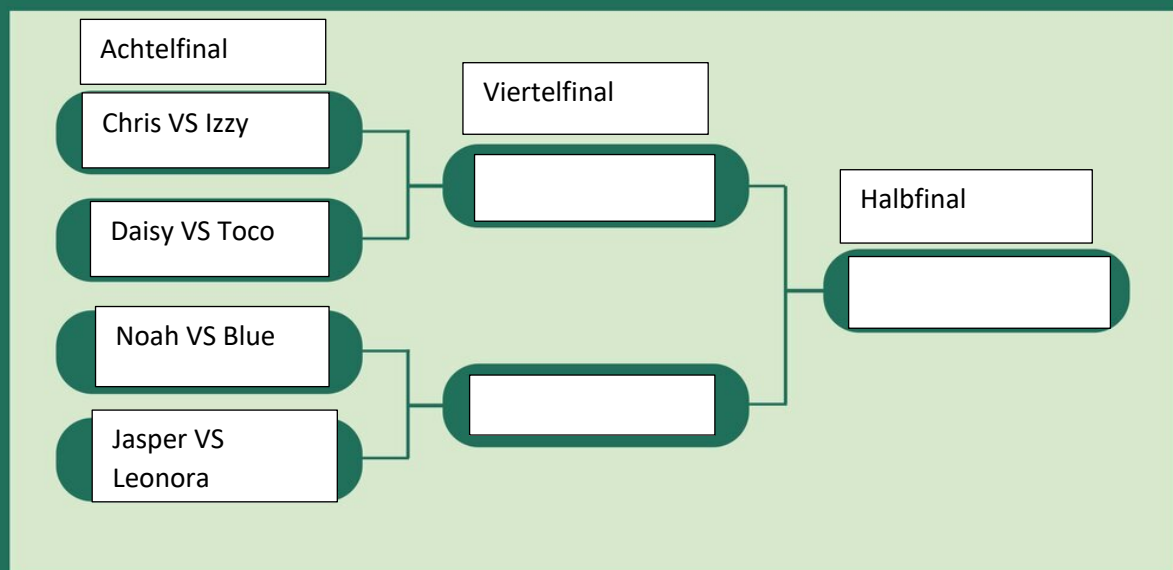 Achtelfinal
Chris VS Izzy
Daisy VS Toco
Noah VS Blue
Jasper VS
Leonora
Viertelfinal
Halbfinal